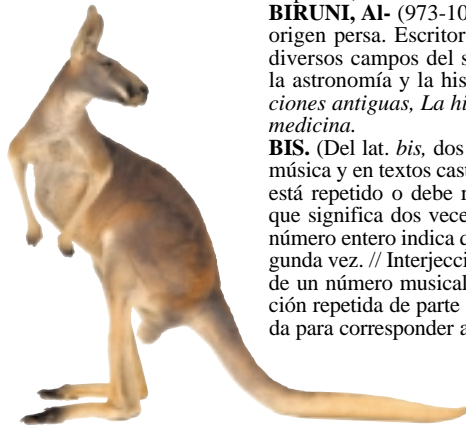 BIRUNI, Al- (973-10
origen persa. Escritor
diversos campos del s
la astronomía y la his
ciones antiguas, La hi
medicina.
BIS. (Del lat. bis, dos
música y en textos cast
está repetido o debe r
que significa dos vece
número entero indica q
gunda vez. // Interjecci
de un número musical
ción repetida de parte
da para corresponder a